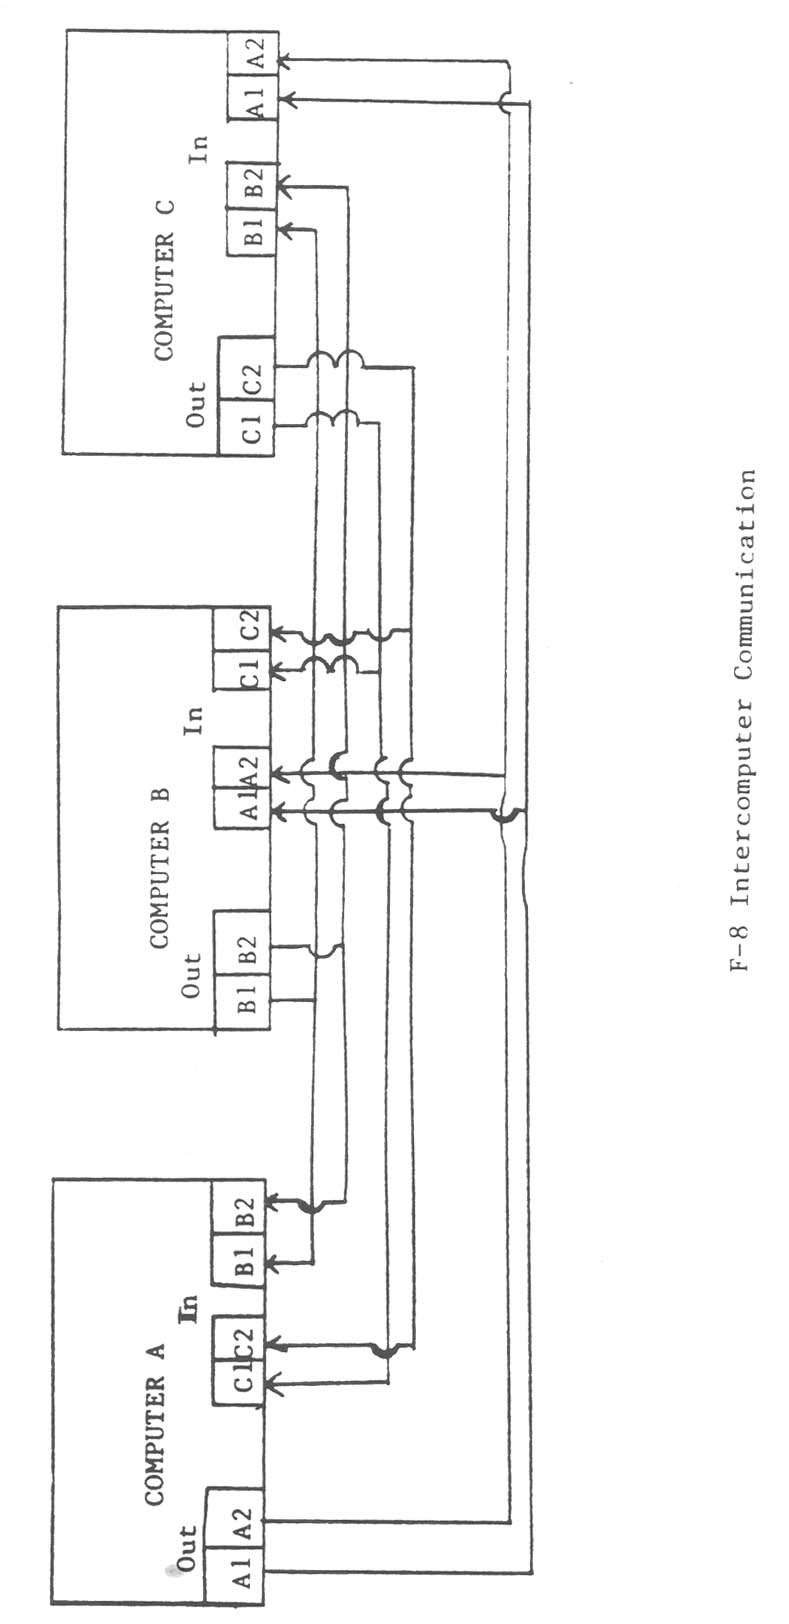 COMPUTER A
Out
A1 A2
In
C1 C2
B1 B2
COMPUTER B
Out
B1 B2
In
A1 A2
C1 C2
COMPUTER C
Out
C1 C2
In
B1 B2
A1 A2
F-8 Intercomputer Communication